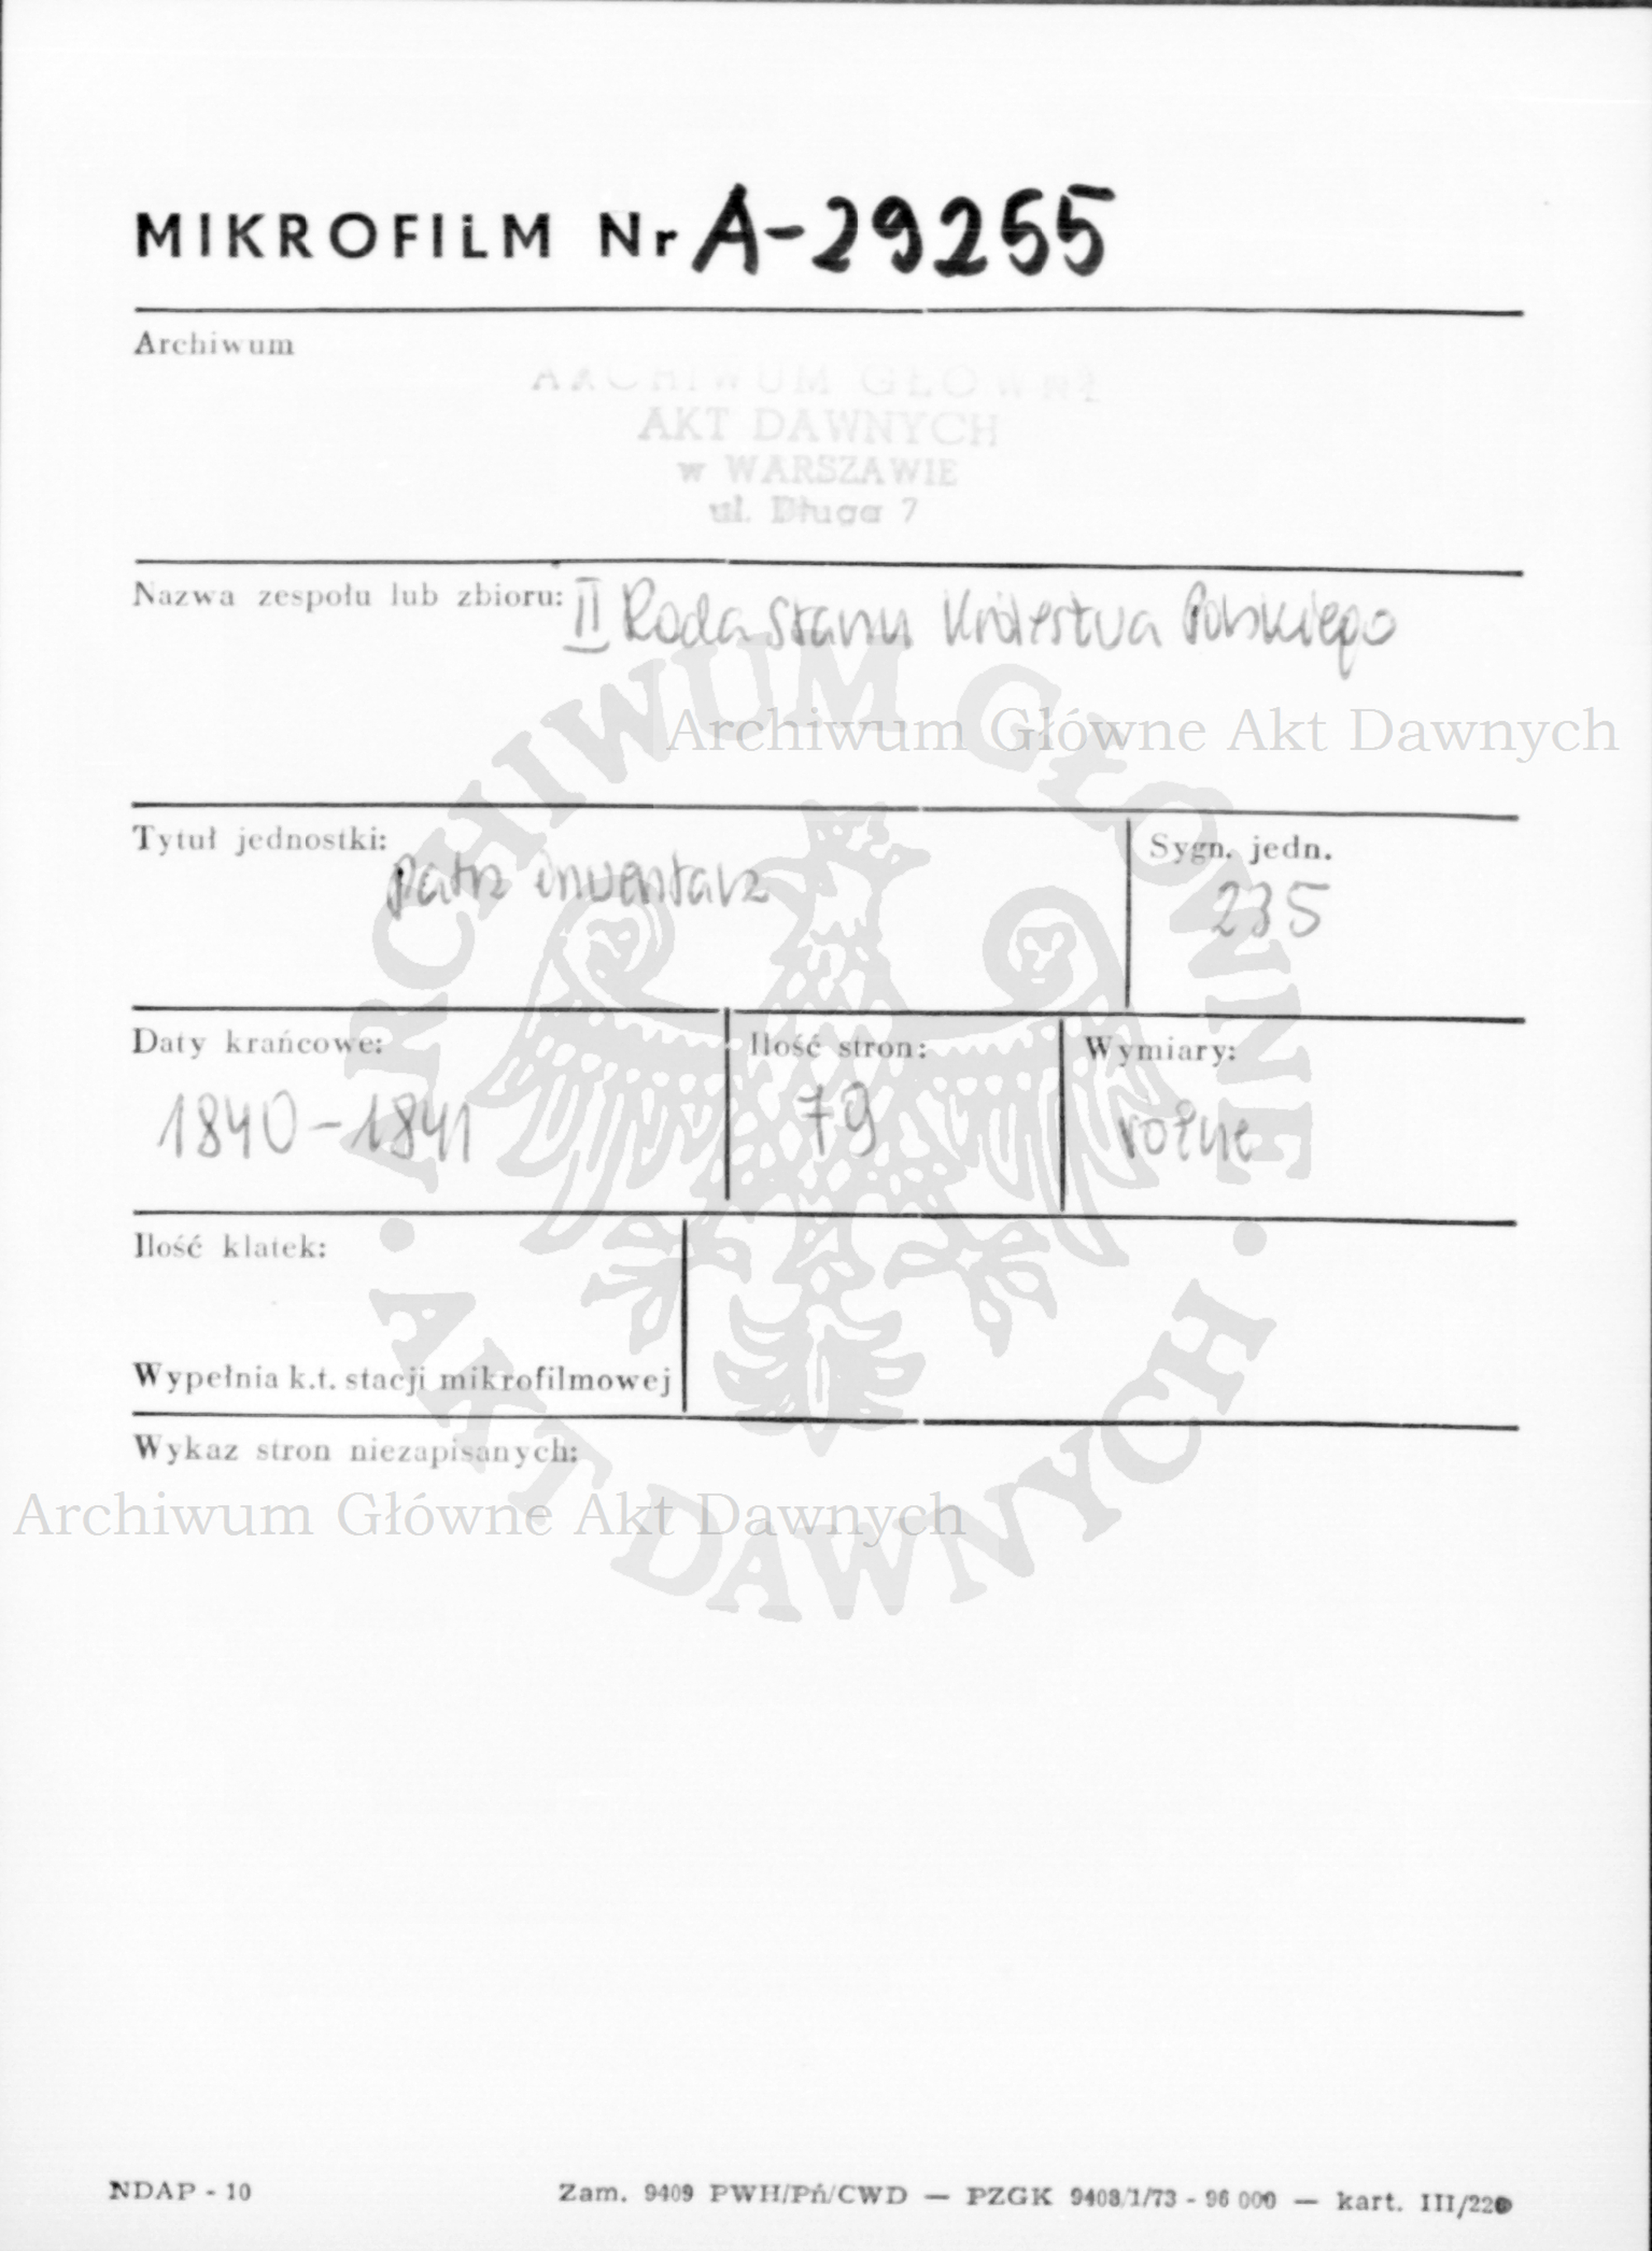 MIKROFILM Nr A-29255
Archiwum
ARCHIWUM GŁÓWNE
AKT DAWNYCH
w WARSZAWIE
ul. Długa 7
Nazwa zespołu lub zbioru: II Rada Stanu Królestwa Polskiego
Archiwum Główne Akt Dawnych
Tytuł jednostki: patrz inwentarz
Sygn. jedn.
235
Daty krańcowe:
1840-1841
Ilość stron:
79
Wymiary:
różne
Ilość klatek:
Wypełnia k.t. stacji mikrofilmowej
Wykaz stron niezapisanych:
Archiwum Główne Akt Dawnych
ARCHIWUM GŁÓWNE • AKT DAWNYCH •
NDAP - 10
Zam. 9409 PWH/Pń/CWD — PZGK 9408/1/73 - 96 000 — kart. III/220